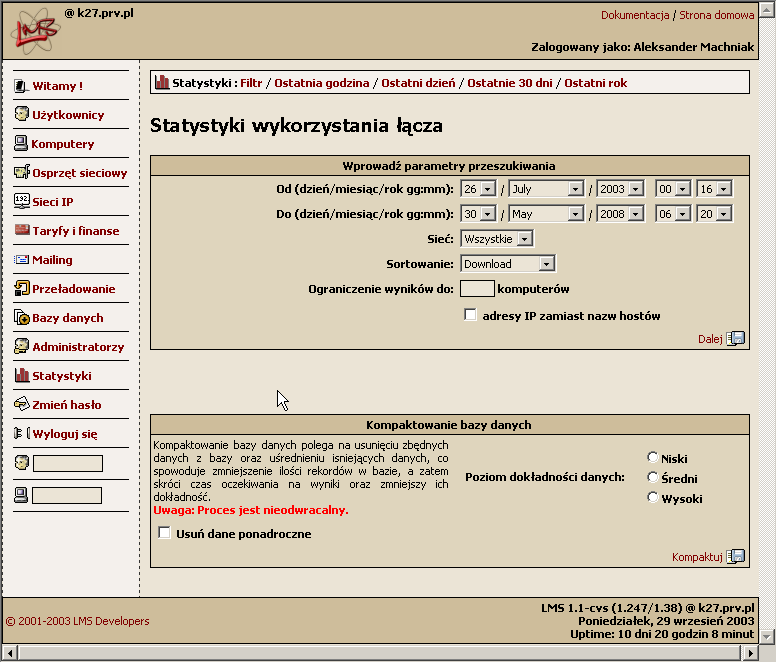 LMS
@ k27.prv.pl
Dokumentacja / Strona domowa
Zalogowany jako: Aleksander Machniak
Witamy !
Użytkownicy
Komputery
Osprzęt sieciowy
Sieci IP
Taryfy i finanse
Mailing
Przeładowanie
Bazy danych
Administratorzy
Statystyki
Zmień hasło
Wyloguj się
Statystyki : Filtr / Ostatnia godzina / Ostatni dzień / Ostatnie 30 dni / Ostatni rok
Statystyki wykorzystania łącza
Wprowadź parametry przeszukiwania
Od (dzień/miesiąc/rok gg:mm): 26 / July / 2003 00 16
Do (dzień/miesiąc/rok gg:mm): 30 / May / 2008 06 20
Sieć: Wszystkie
Sortowanie: Download
Ograniczenie wyników do: komputerów
adresy IP zamiast nazw hostów
Dalej
Kompaktowanie bazy danych
Kompaktowanie bazy danych polega na usunięciu zbędnych
danych z bazy oraz uśrednieniu isniejących danych, co
spowoduje zmniejszenie ilości rekordów w bazie, a zatem
skróci czas oczekiwania na wyniki oraz zmniejszy ich
dokładność.
Uwaga: Proces jest nieodwracalny.
Usuń dane ponadroczne
Poziom dokładności danych:
Niski
Średni
Wysoki
Kompaktuj
© 2001-2003 LMS Developers
LMS 1.1-cvs (1.247/1.38) @ k27.prv.pl
Poniedziałek, 29 wrzesień 2003
Uptime: 10 dni 20 godzin 8 minut